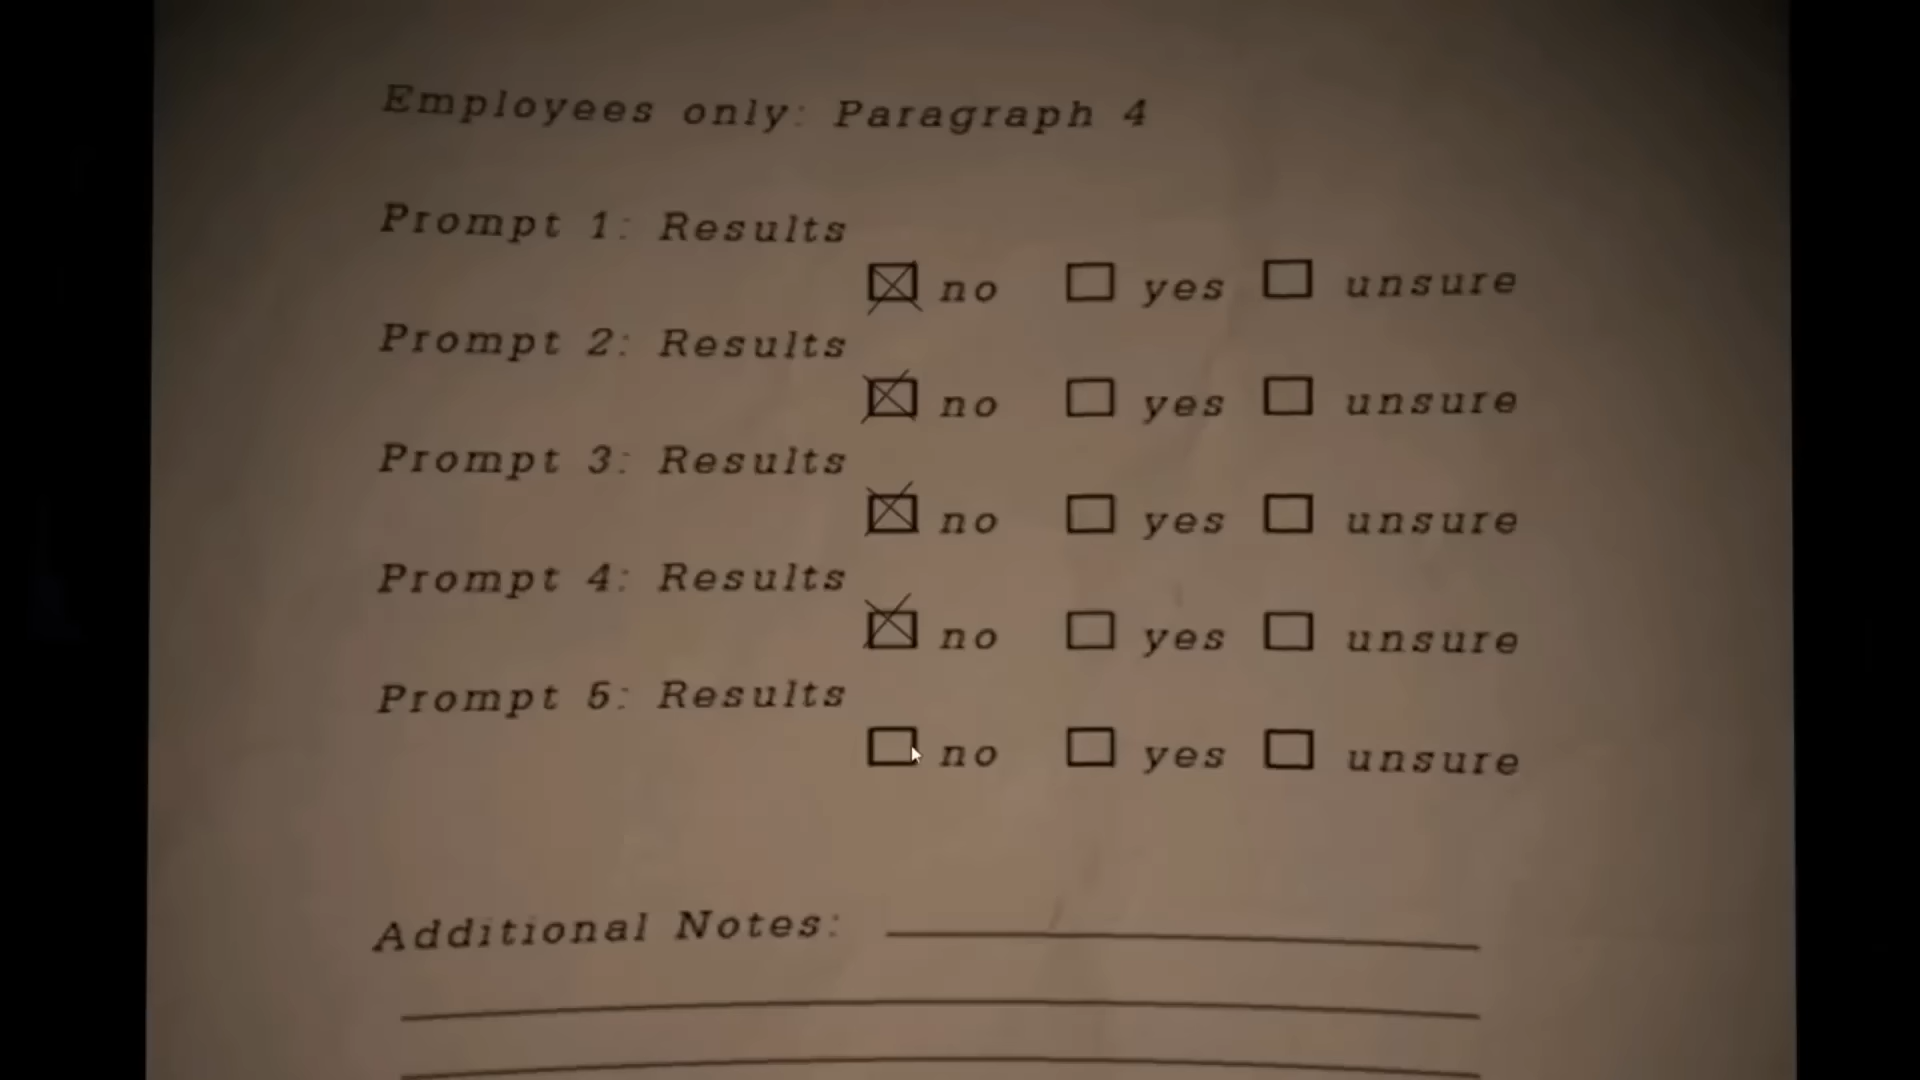 Employees only: Paragraph 4
Prompt 1: Results
no yes unsure
Prompt 2: Results
no yes unsure
Prompt 3: Results
no yes unsure
Prompt 4: Results
no yes unsure
Prompt 5: Results
no yes unsure
Additional Notes: